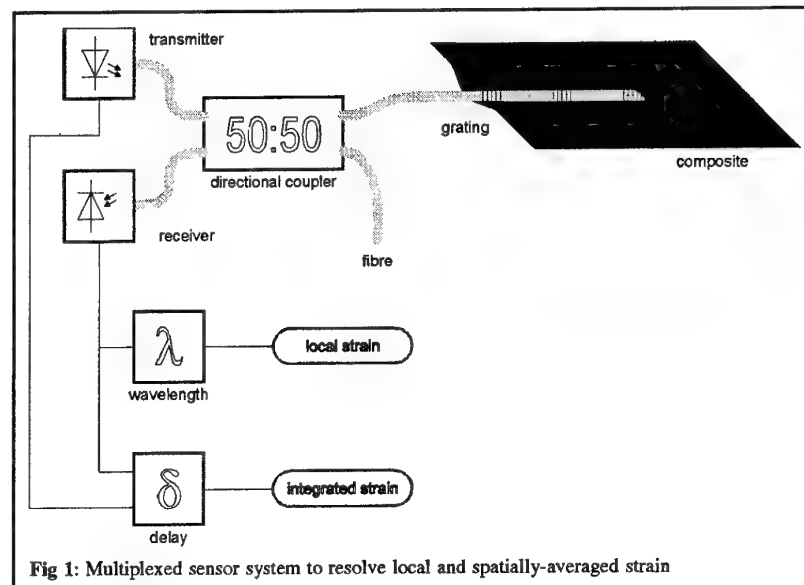 transmitter
50:50
directional coupler
grating
composite
receiver
fibre
λ
wavelength
local strain
δ
delay
integrated strain
Fig 1: Multiplexed sensor system to resolve local and spatially-averaged strain